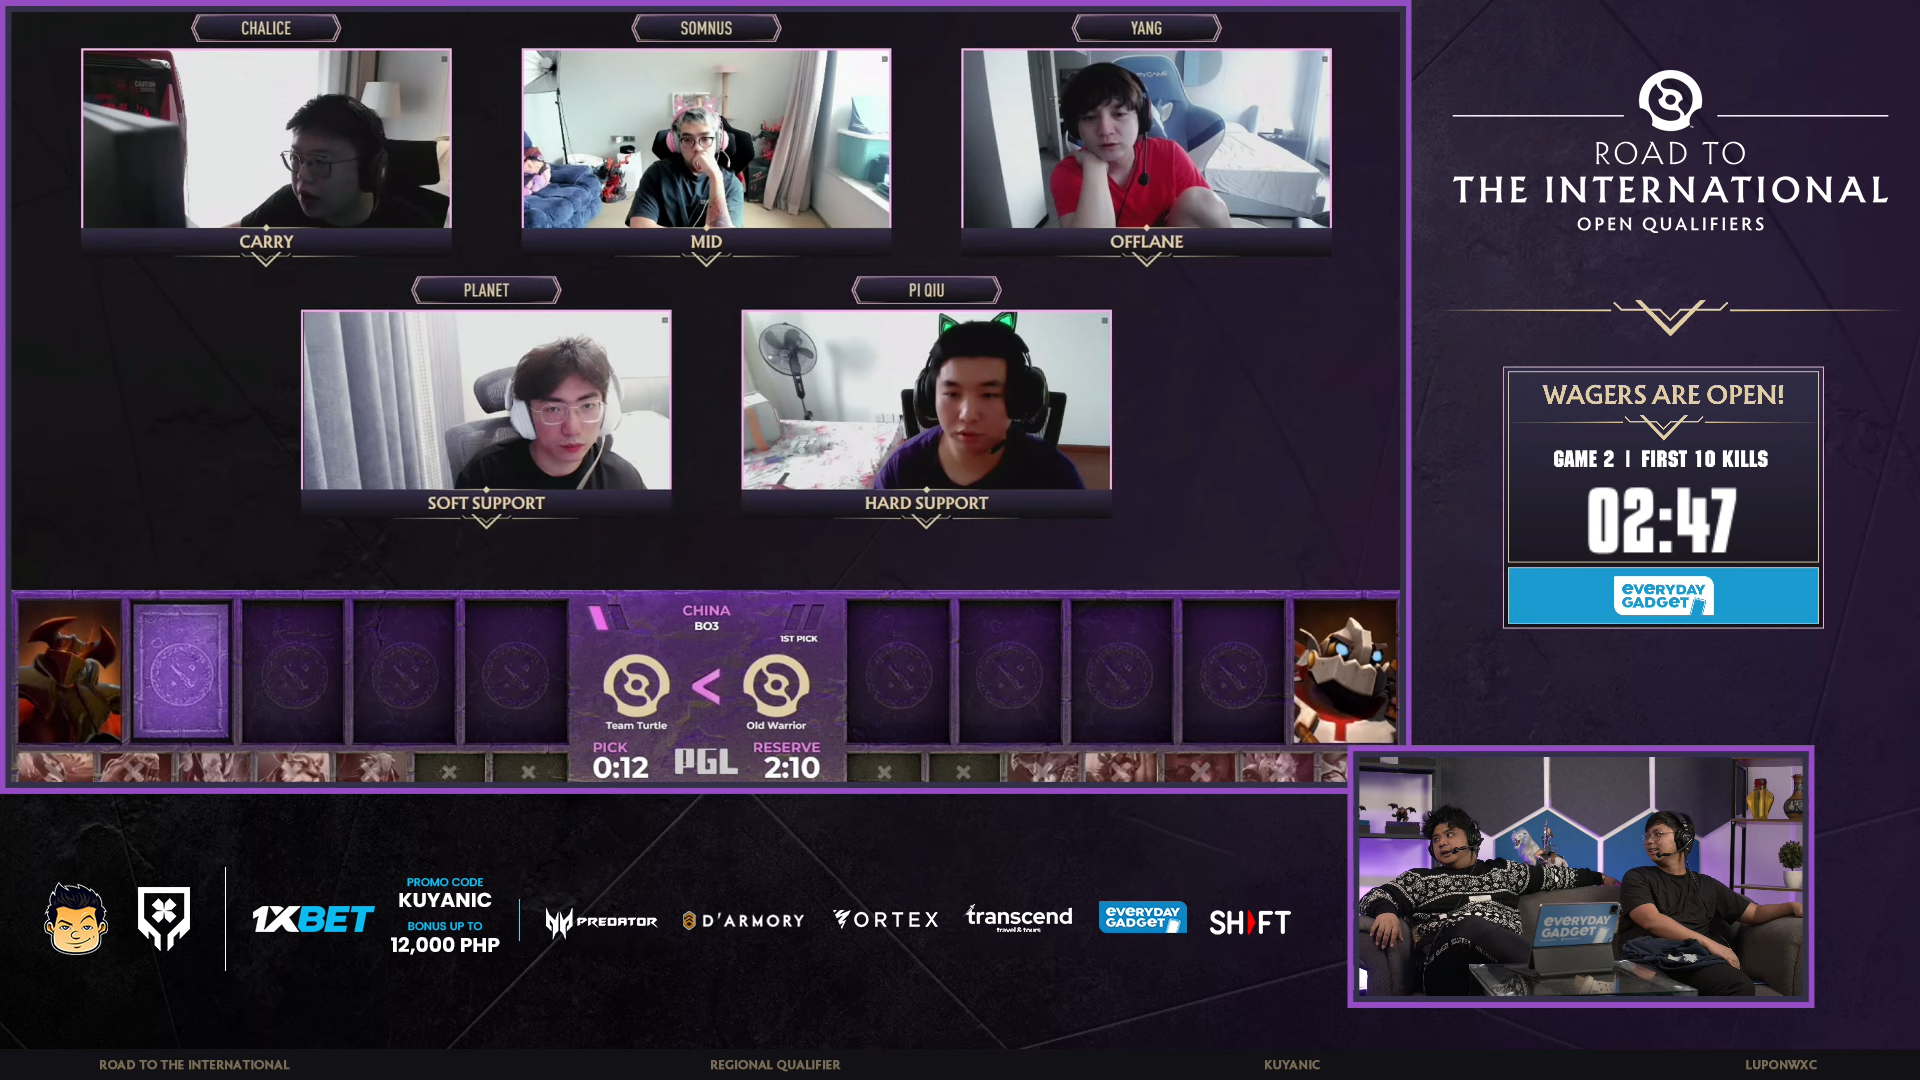 CHALICE
SOMNUS
YANG
CARRY
MID
OFFLANE
PLANET
PI QIU
SOFT SUPPORT
HARD SUPPORT
ROAD TO
THE INTERNATIONAL
OPEN QUALIFIERS
WAGERS ARE OPEN!
GAME 2 | FIRST 10 KILLS
02:47
EVERYDAY
GADGET
CHINA
BO3
1ST PICK
<
Team Turtle
Old Warrior
PICK
0:12
PGL
RESERVE
2:10
1XBET
PROMO CODE
KUYANIC
BONUS UP TO
12,000 PHP
PREDATOR
D'ARMORY
VORTEX
transcend
travel & tours
EVERYDAY
GADGET
SHIFT
EVERYDAY
GADGET
ROAD TO THE INTERNATIONAL
REGIONAL QUALIFIER
KUYANIC
LUPONWXC